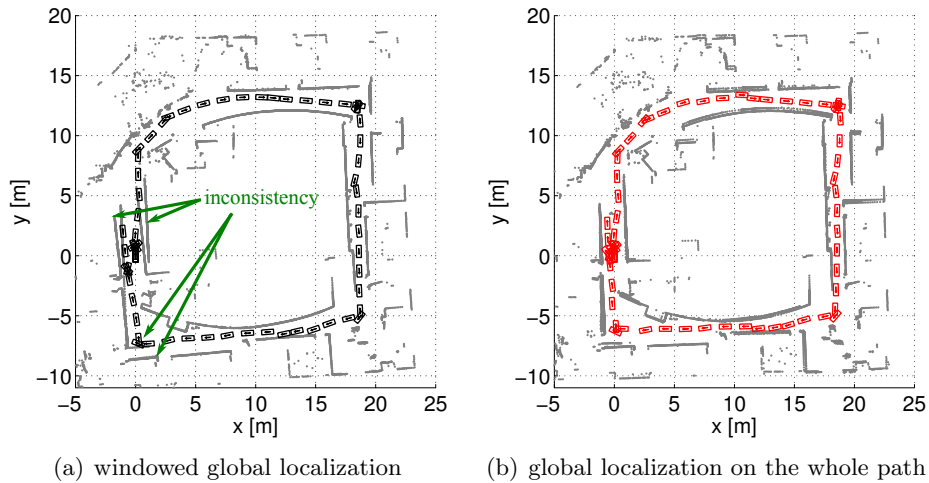 20
15
10
5
0
−5
−10
y [m]
−5 0 5 10 15 20 25
x [m]
inconsistency
(a) windowed global localization
20
15
10
5
0
−5
−10
y [m]
−5 0 5 10 15 20 25
x [m]
(b) global localization on the whole path